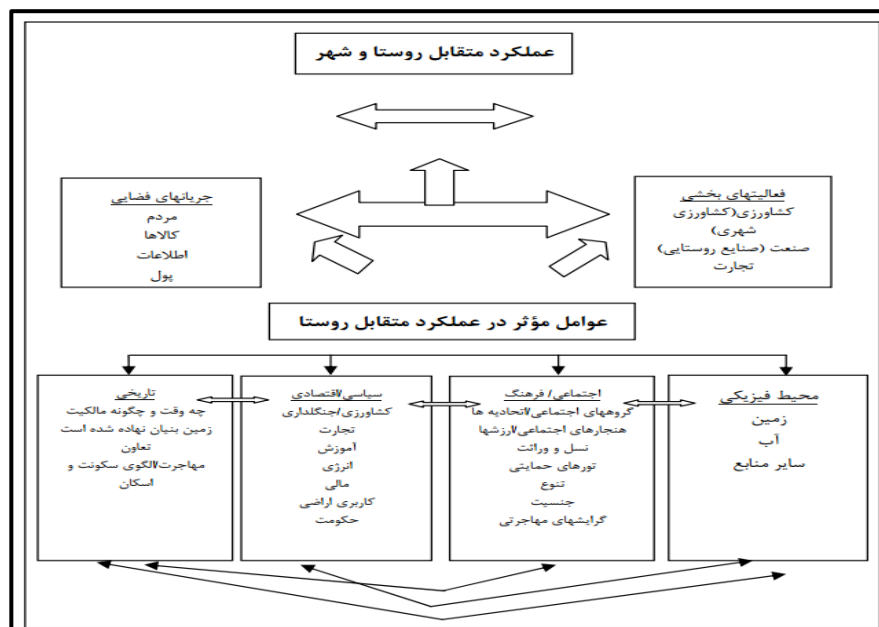 عملکرد متقابل روستا و شهر
فعالیتهای بخشی
کشاورزی(کشاورزی
شهری)
صنعت (صنایع روستایی)
تجارت
جریانهای فضایی
مردم
کالاها
اطلاعات
پول
عوامل مؤثر در عملکرد متقابل روستا
محیط فیزیکی
زمین
آب
سایر منابع
اجتماعی/ فرهنگ
گروههای اجتماعی/اتحادیه ها
هنجارهای اجتماعی/ارزشها
نسل و وراثت
تورهای حمایتی
تنوع
جنسیت
گرایشهای مهاجرتی
سیاسی/اقتصادی
کشاورزی/جنگلداری
تجارت
آموزش
انرژی
مالی
کاربری اراضی
حکومت
تاریخی
چه وقت و چگونه مالکیت
زمین بنیان نهاده شده است
تعاون
مهاجرت/الگوی سکونت و
اسکان